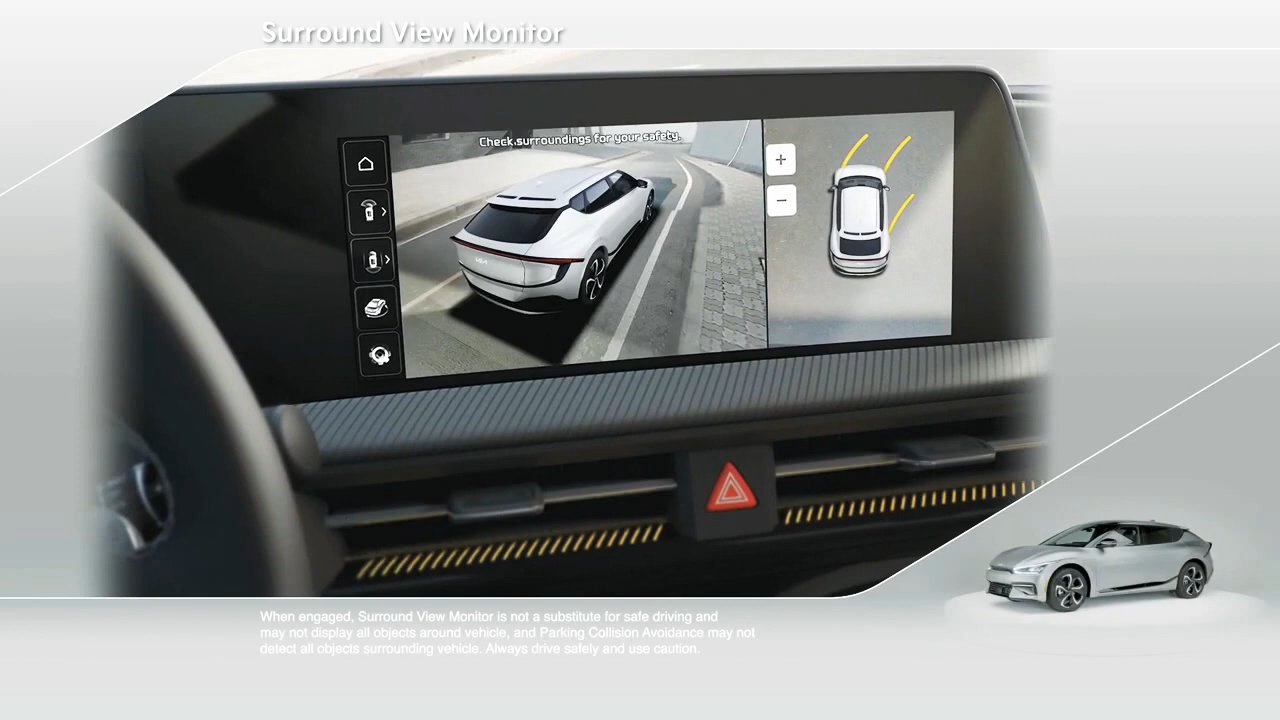 Surround View Monitor
Check surroundings for your safety.
+
−
KIA
When engaged, Surround View Monitor is not a substitute for safe driving and
may not display all objects around vehicle, and Parking Collision Avoidance may not
detect all objects surrounding vehicle. Always drive safely and use caution.